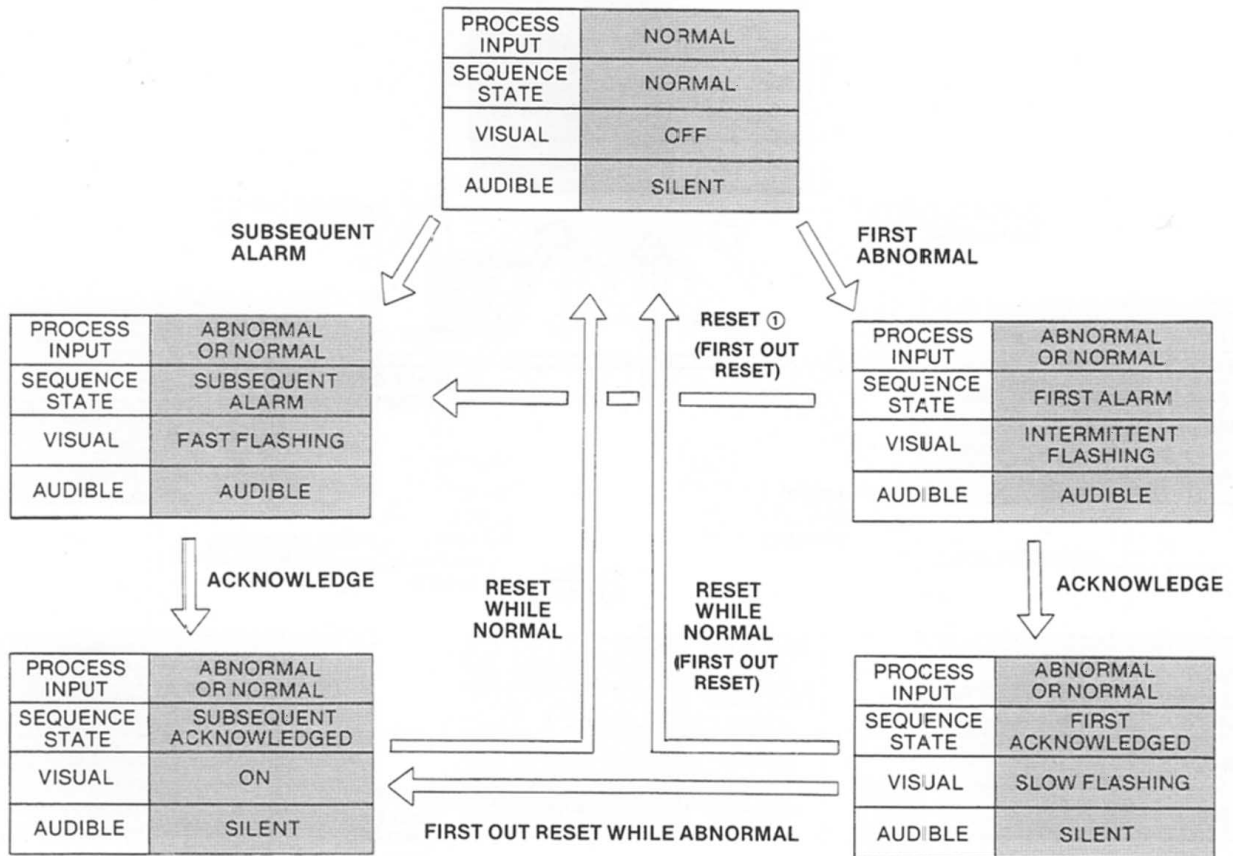 PROCESS INPUT NORMAL
SEQUENCE STATE NORMAL
VISUAL OFF
AUDIBLE SILENT
SUBSEQUENT
ALARM
FIRST
ABNORMAL
PROCESS INPUT ABNORMAL OR NORMAL
SEQUENCE STATE SUBSEQUENT ALARM
VISUAL FAST FLASHING
AUDIBLE AUDIBLE
RESET ①
(FIRST OUT
RESET)
PROCESS INPUT ABNORMAL OR NORMAL
SEQUENCE STATE FIRST ALARM
VISUAL INTERMITTENT FLASHING
AUDIBLE AUDIBLE
ACKNOWLEDGE
RESET
WHILE
NORMAL
RESET
WHILE
NORMAL
(FIRST OUT
RESET)
ACKNOWLEDGE
PROCESS INPUT ABNORMAL OR NORMAL
SEQUENCE STATE SUBSEQUENT ACKNOWLEDGED
VISUAL ON
AUDIBLE SILENT
PROCESS INPUT ABNORMAL OR NORMAL
SEQUENCE STATE FIRST ACKNOWLEDGED
VISUAL SLOW FLASHING
AUDIBLE SILENT
FIRST OUT RESET WHILE ABNORMAL